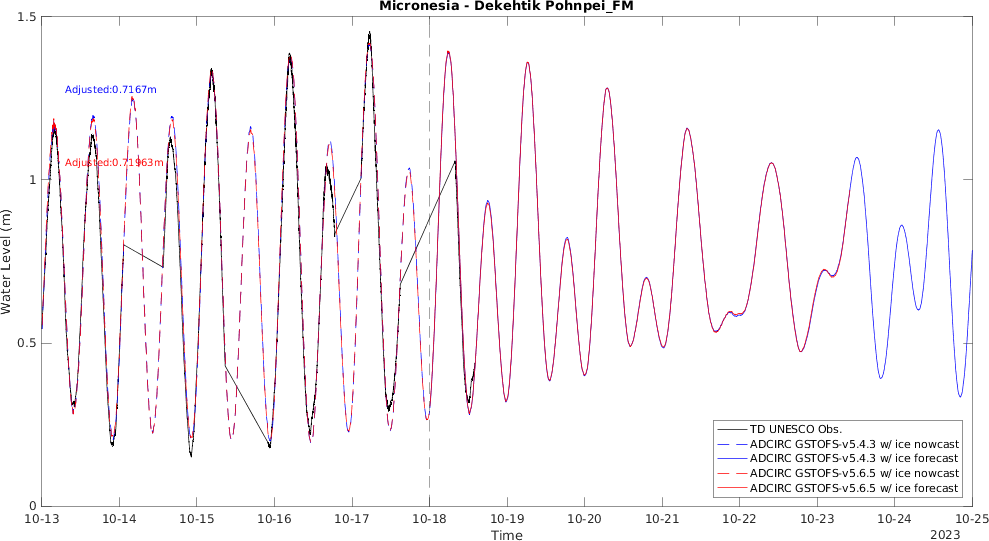 Micronesia - Dekehtik Pohnpei_FM
1.5
Adjusted:0.7167m
Adjusted:0.71963m
1
0.5
0
Water Level (m)
TD UNESCO Obs.
ADCIRC GSTOFS-v5.4.3 w/ ice nowcast
ADCIRC GSTOFS-v5.4.3 w/ ice forecast
ADCIRC GSTOFS-v5.6.5 w/ ice nowcast
ADCIRC GSTOFS-v5.6.5 w/ ice forecast
10-13 10-14 10-15 10-16 10-17 10-18 10-19 10-20 10-21 10-22 10-23 10-24 10-25
Time
2023